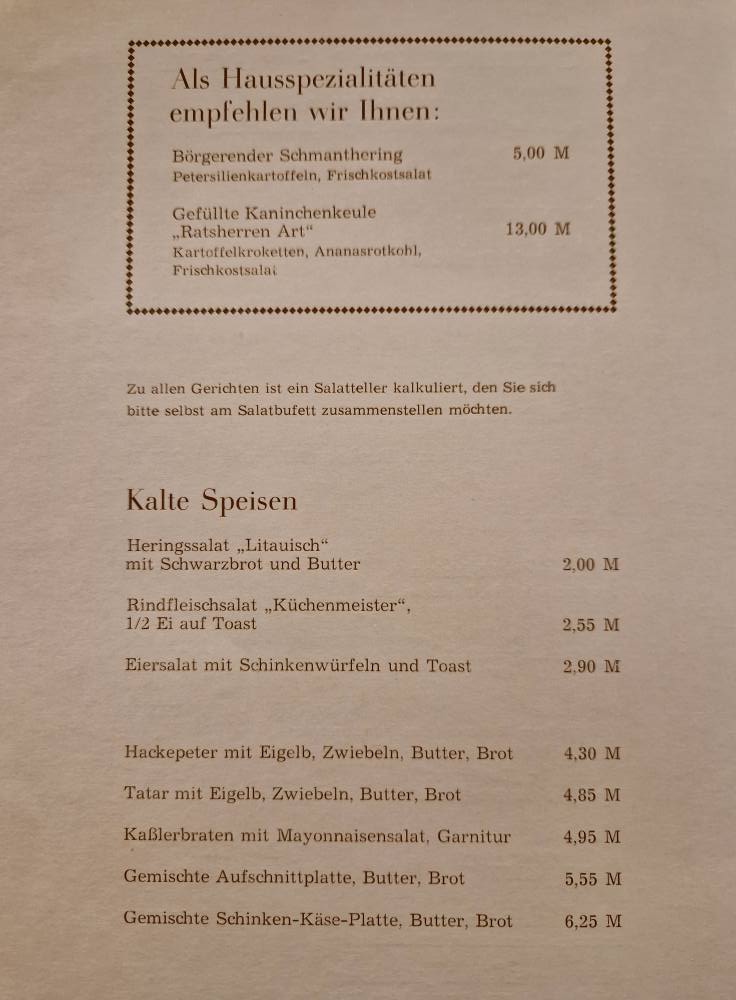 Als Hausspezialitäten
empfehlen wir Ihnen:
Börgerender Schmanthering 5,00 M
Petersilienkartoffeln, Frischkostsalat
Gefüllte Kaninchenkeule
„Ratsherren Art“ 13,00 M
Kartoffelkroketten, Ananasrotkohl,
Frischkostsalat
Zu allen Gerichten ist ein Salatteller kalkuliert, den Sie sich
bitte selbst am Salatbufett zusammenstellen möchten.
Kalte Speisen
Heringssalat „Litauisch“
mit Schwarzbrot und Butter 2,00 M
Rindfleischsalat „Küchenmeister“,
1/2 Ei auf Toast 2,55 M
Eiersalat mit Schinkenwürfeln und Toast 2,90 M
Hackepeter mit Eigelb, Zwiebeln, Butter, Brot 4,30 M
Tatar mit Eigelb, Zwiebeln, Butter, Brot 4,85 M
Kaßlerbraten mit Mayonnaisensalat, Garnitur 4,95 M
Gemischte Aufschnittplatte, Butter, Brot 5,55 M
Gemischte Schinken-Käse-Platte, Butter, Brot 6,25 M